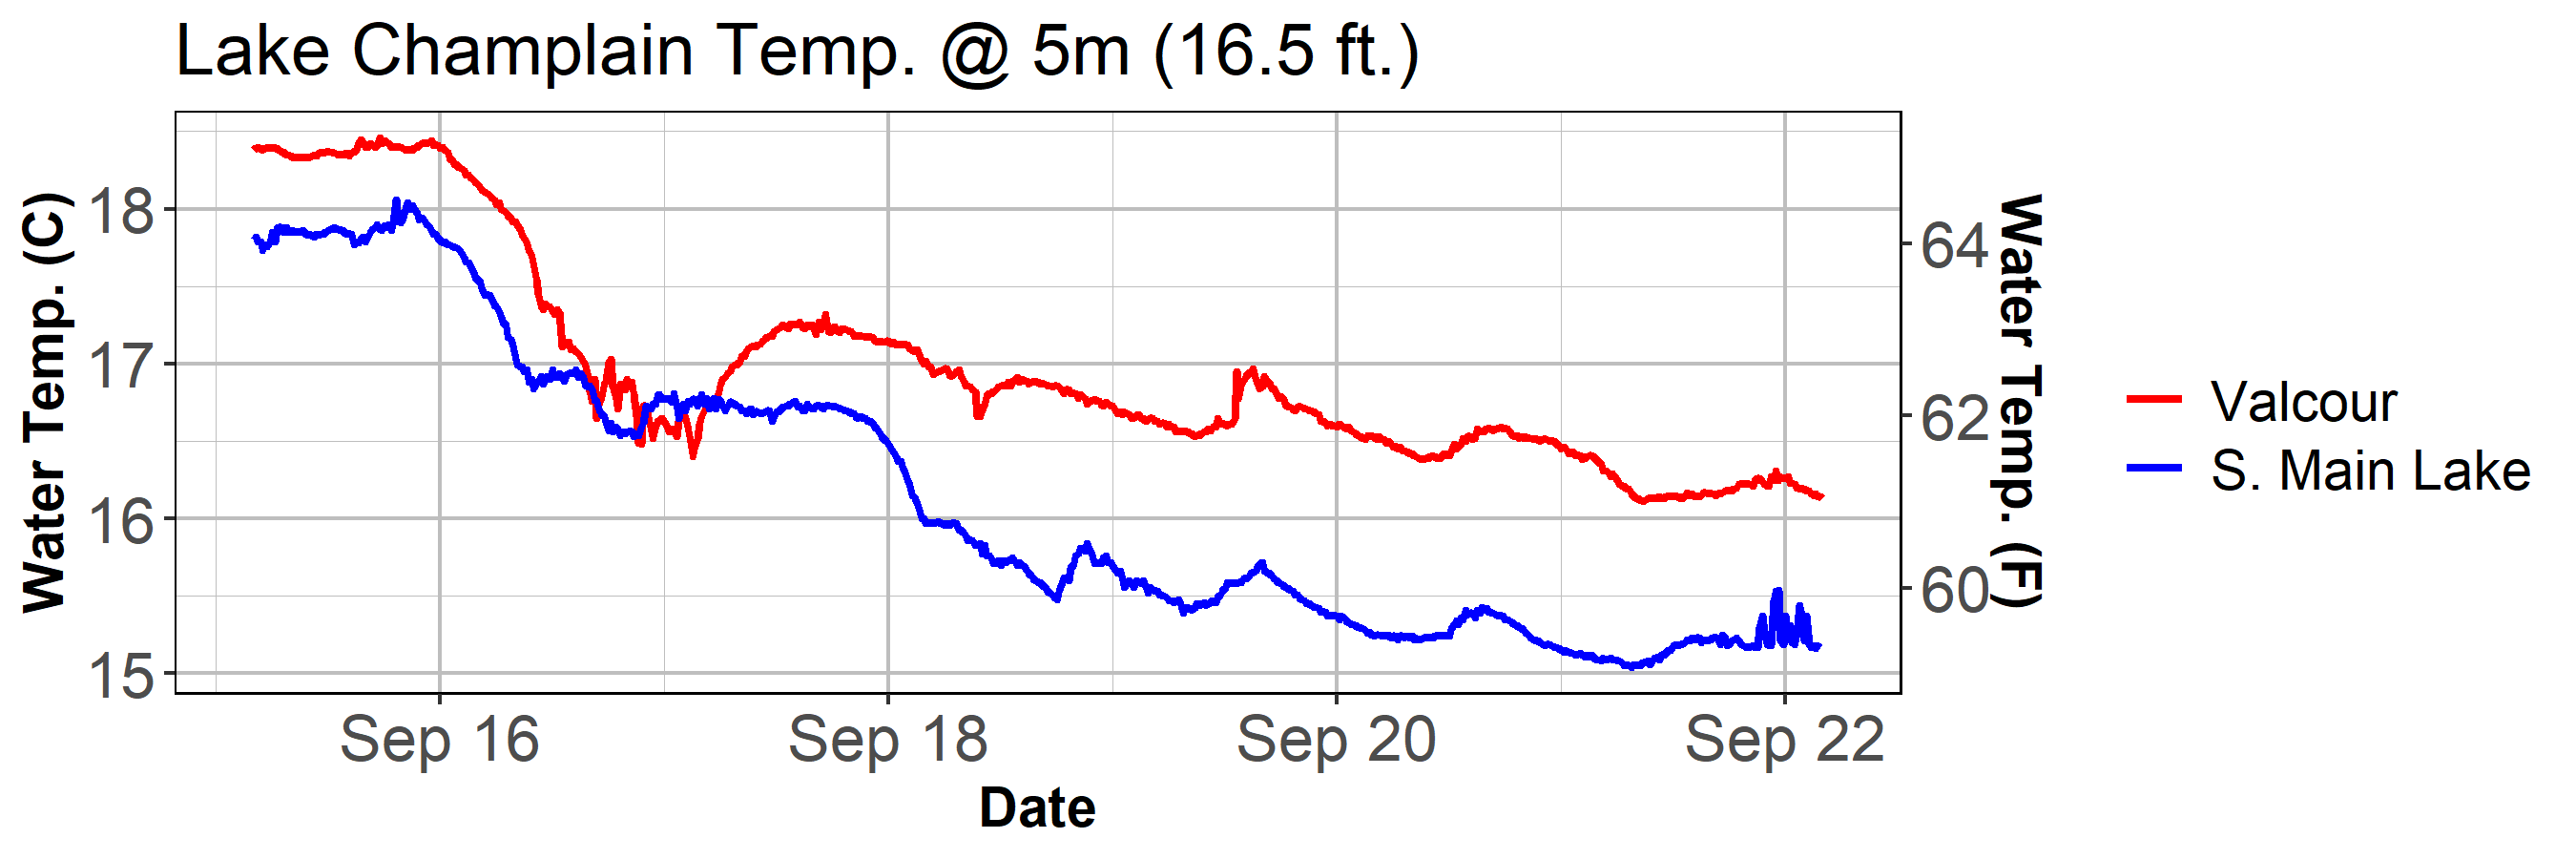 Lake Champlain Temp. @ 5m (16.5 ft.)
Water Temp. (C)
18
17
16
15
64
62
60
Water Temp. (F)
Sep 16
Sep 18
Sep 20
Sep 22
Date
Valcour
S. Main Lake